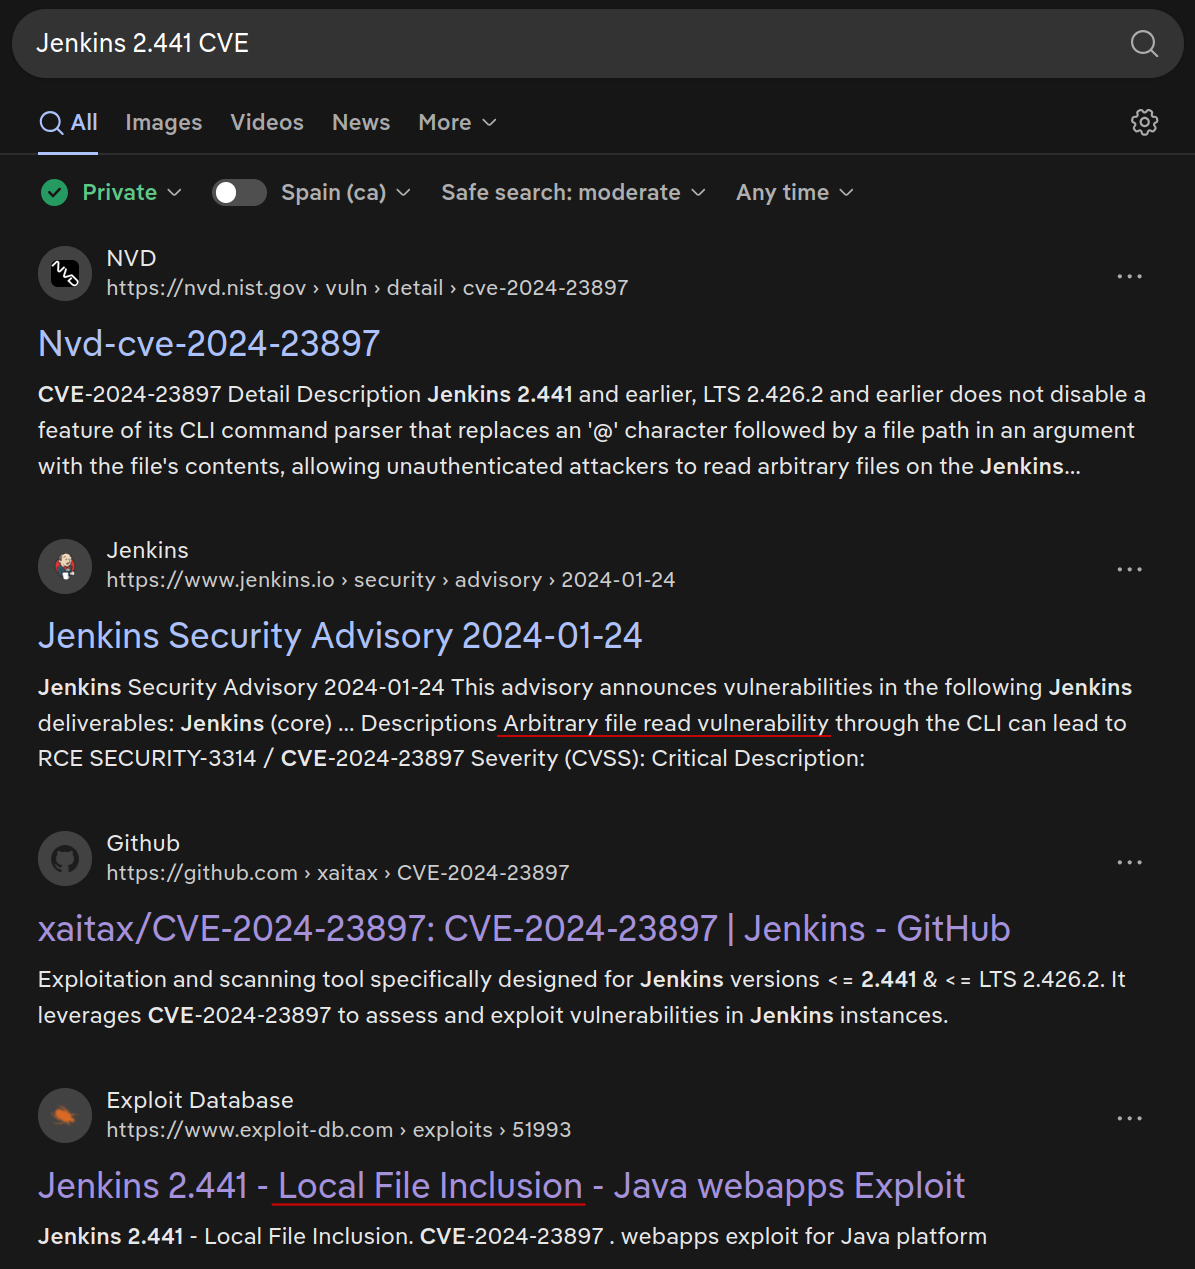 Jenkins 2.441 CVE
All Images Videos News More
Private Spain (ca) Safe search: moderate Any time
NVD
https://nvd.nist.gov › vuln › detail › cve-2024-23897
Nvd-cve-2024-23897
CVE-2024-23897 Detail Description Jenkins 2.441 and earlier, LTS 2.426.2 and earlier does not disable a
feature of its CLI command parser that replaces an '@' character followed by a file path in an argument
with the file's contents, allowing unauthenticated attackers to read arbitrary files on the Jenkins...
Jenkins
https://www.jenkins.io › security › advisory › 2024-01-24
Jenkins Security Advisory 2024-01-24
Jenkins Security Advisory 2024-01-24 This advisory announces vulnerabilities in the following Jenkins
deliverables: Jenkins (core) ... Descriptions Arbitrary file read vulnerability through the CLI can lead to
RCE SECURITY-3314 / CVE-2024-23897 Severity (CVSS): Critical Description:
Github
https://github.com › xaitax › CVE-2024-23897
xaitax/CVE-2024-23897: CVE-2024-23897 | Jenkins - GitHub
Exploitation and scanning tool specifically designed for Jenkins versions <= 2.441 & <= LTS 2.426.2. It
leverages CVE-2024-23897 to assess and exploit vulnerabilities in Jenkins instances.
Exploit Database
https://www.exploit-db.com › exploits › 51993
Jenkins 2.441 - Local File Inclusion - Java webapps Exploit
Jenkins 2.441 - Local File Inclusion. CVE-2024-23897 . webapps exploit for Java platform